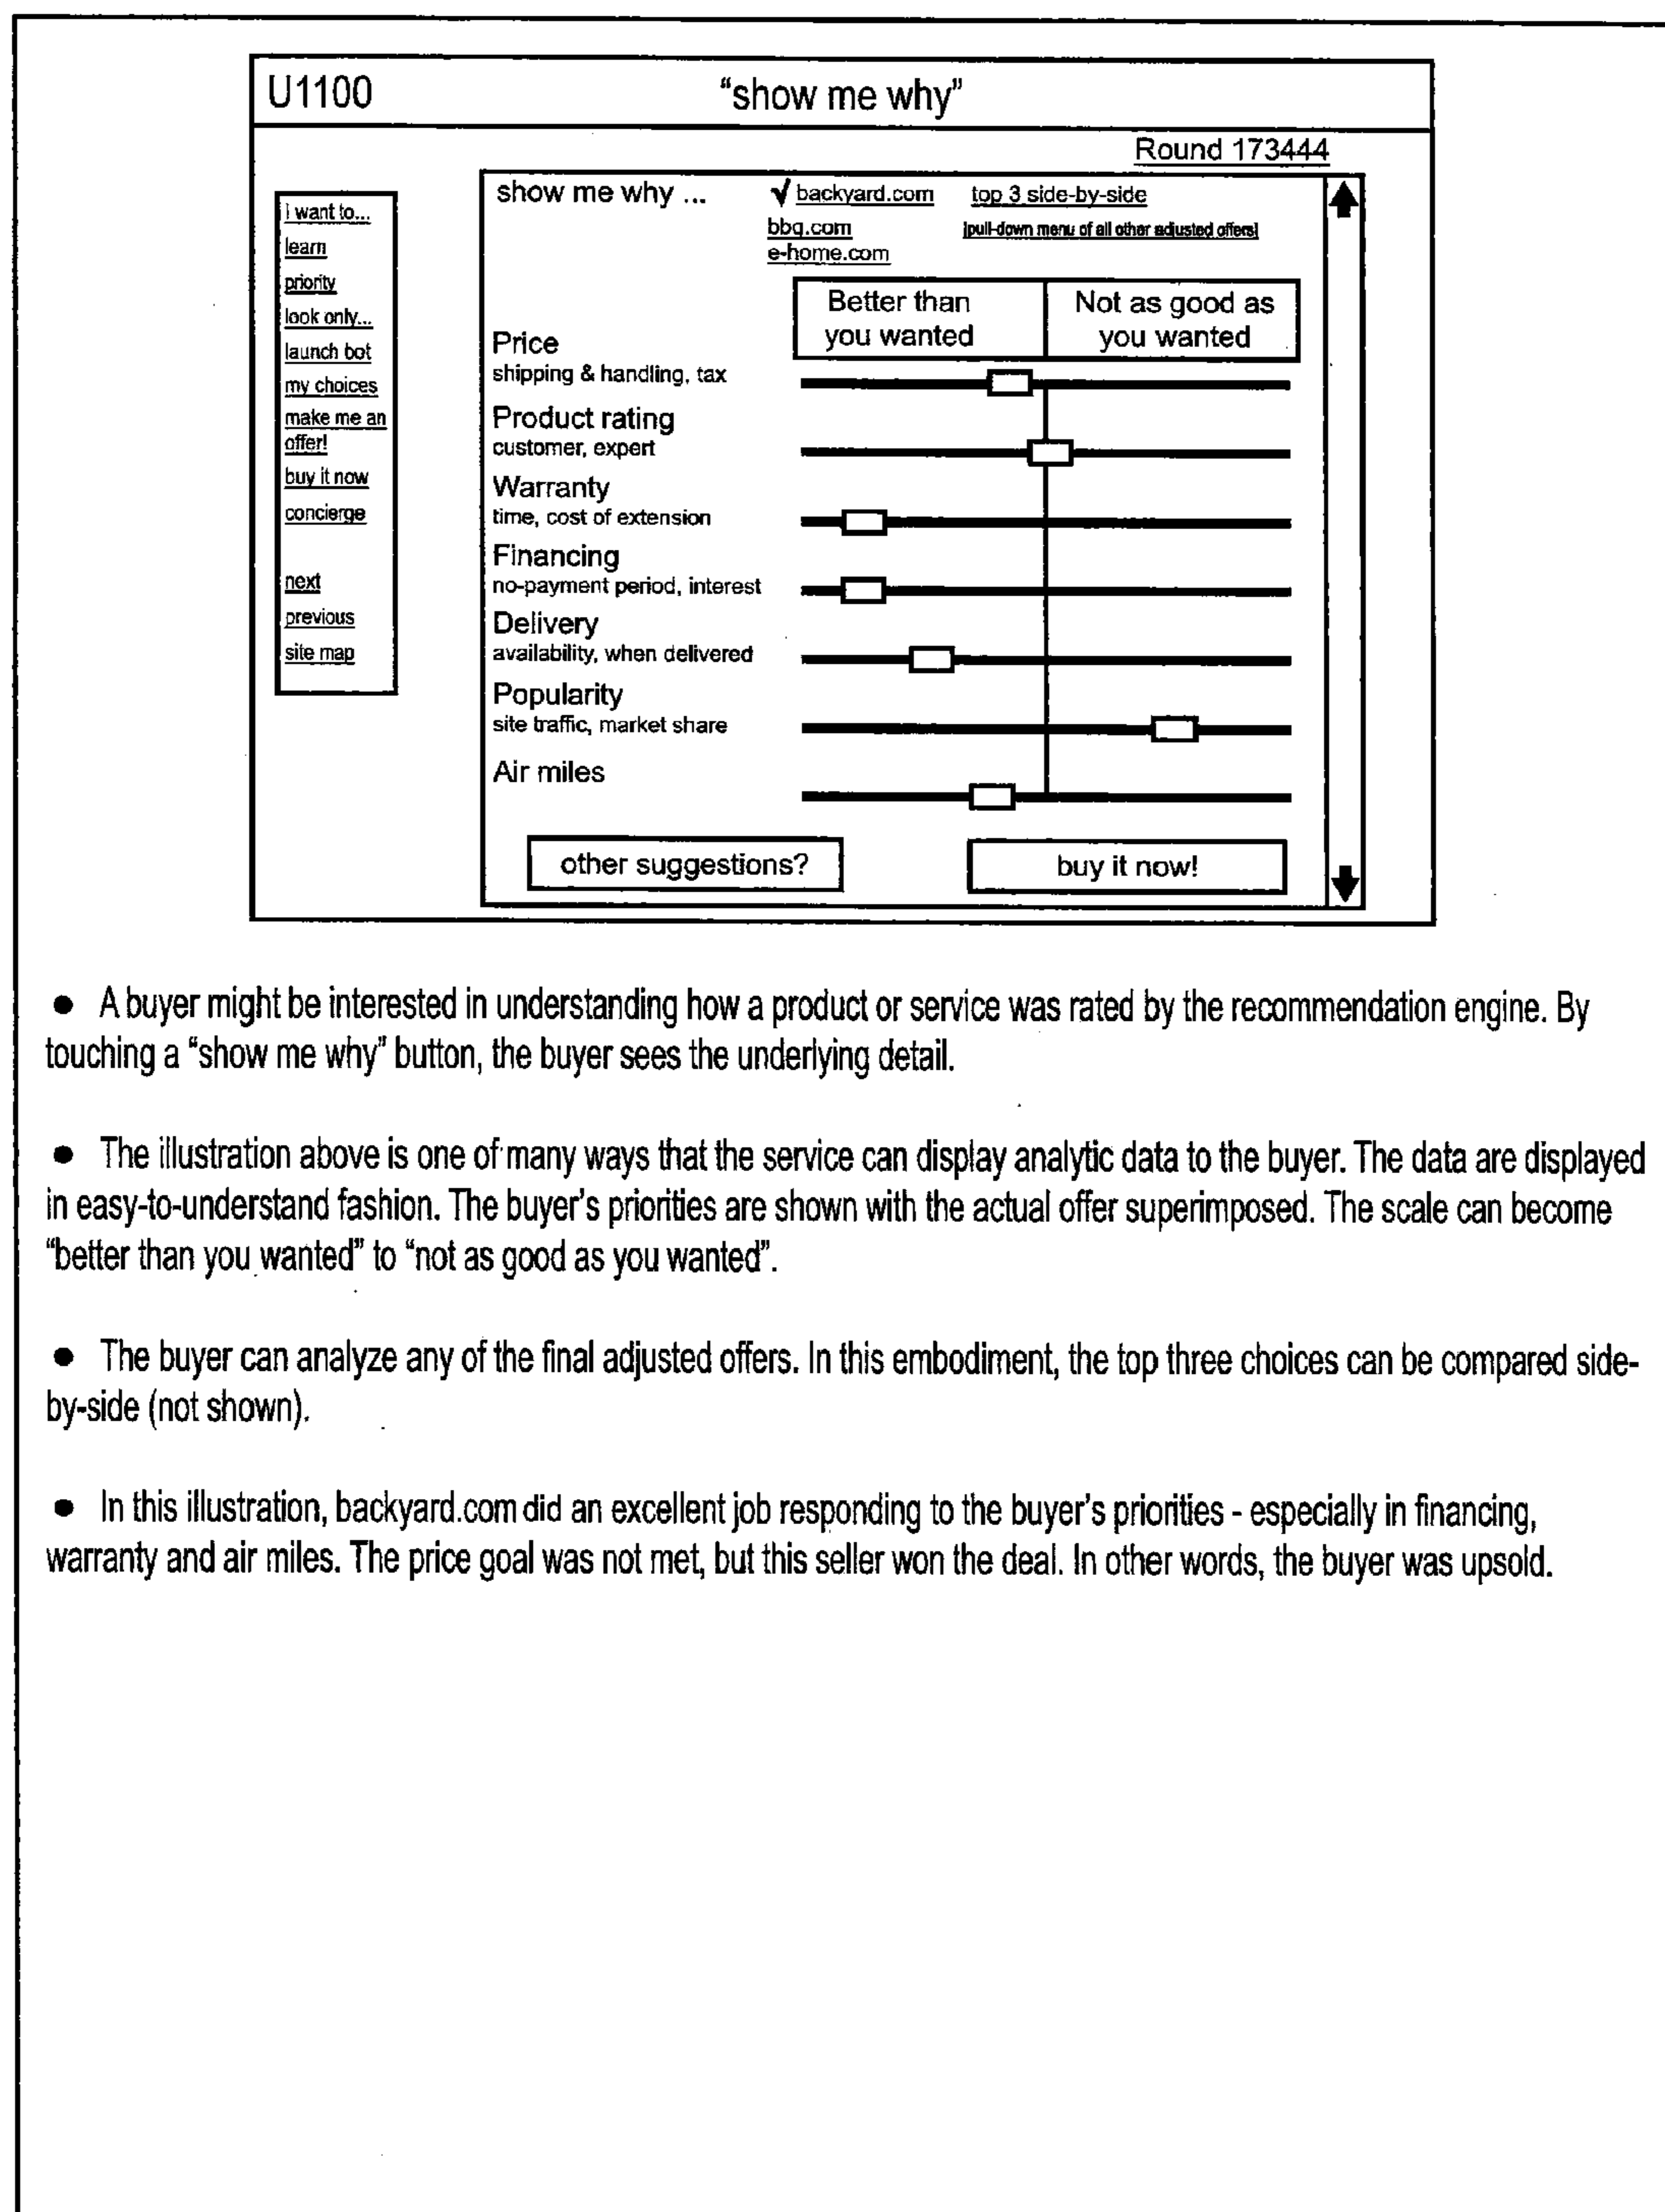 U1100 "show me why"
Round 173444
i want to...
learn
priority
look only...
launch bot
my choices
make me an
offer!
buy it now
concierge
next
previous
site map
show me why ... √ backyard.com top 3 side-by-side
bbq.com [pull-down menu of all other adjusted offers]
e-home.com
Better than Not as good as
you wanted you wanted
Price
shipping & handling, tax
Product rating
customer, expert
Warranty
time, cost of extension
Financing
no-payment period, interest
Delivery
availability, when delivered
Popularity
site traffic, market share
Air miles
other suggestions? buy it now!
● A buyer might be interested in understanding how a product or service was rated by the recommendation engine. By
touching a "show me why" button, the buyer sees the underlying detail.
● The illustration above is one of many ways that the service can display analytic data to the buyer. The data are displayed
in easy-to-understand fashion. The buyer's priorities are shown with the actual offer superimposed. The scale can become
"better than you wanted" to "not as good as you wanted".
● The buyer can analyze any of the final adjusted offers. In this embodiment, the top three choices can be compared side-
by-side (not shown).
● In this illustration, backyard.com did an excellent job responding to the buyer's priorities - especially in financing,
warranty and air miles. The price goal was not met, but this seller won the deal. In other words, the buyer was upsold.